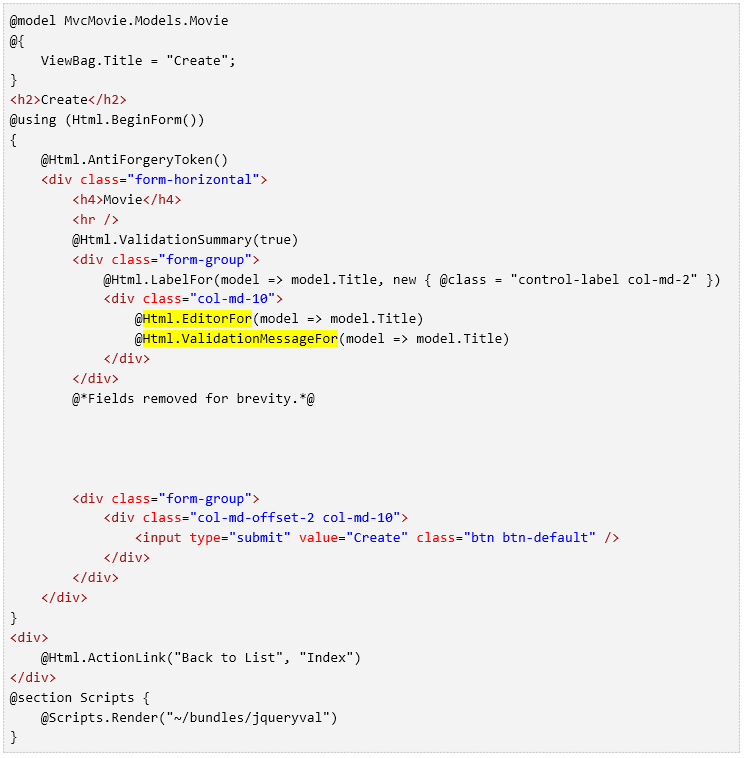 @model MvcMovie.Models.Movie
@{
    ViewBag.Title = "Create";
}
<h2>Create</h2>
@using (Html.BeginForm())
{
    @Html.AntiForgeryToken()
    <div class="form-horizontal">
        <h4>Movie</h4>
        <hr />
        @Html.ValidationSummary(true)
        <div class="form-group">
            @Html.LabelFor(model => model.Title, new { @class = "control-label col-md-2" })
            <div class="col-md-10">
                @Html.EditorFor(model => model.Title)
                @Html.ValidationMessageFor(model => model.Title)
            </div>
        </div>
        @*Fields removed for brevity.*@
        <div class="form-group">
            <div class="col-md-offset-2 col-md-10">
                <input type="submit" value="Create" class="btn btn-default" />
            </div>
        </div>
    </div>
}
<div>
    @Html.ActionLink("Back to List", "Index")
</div>
@section Scripts {
    @Scripts.Render("~/bundles/jqueryval")
}